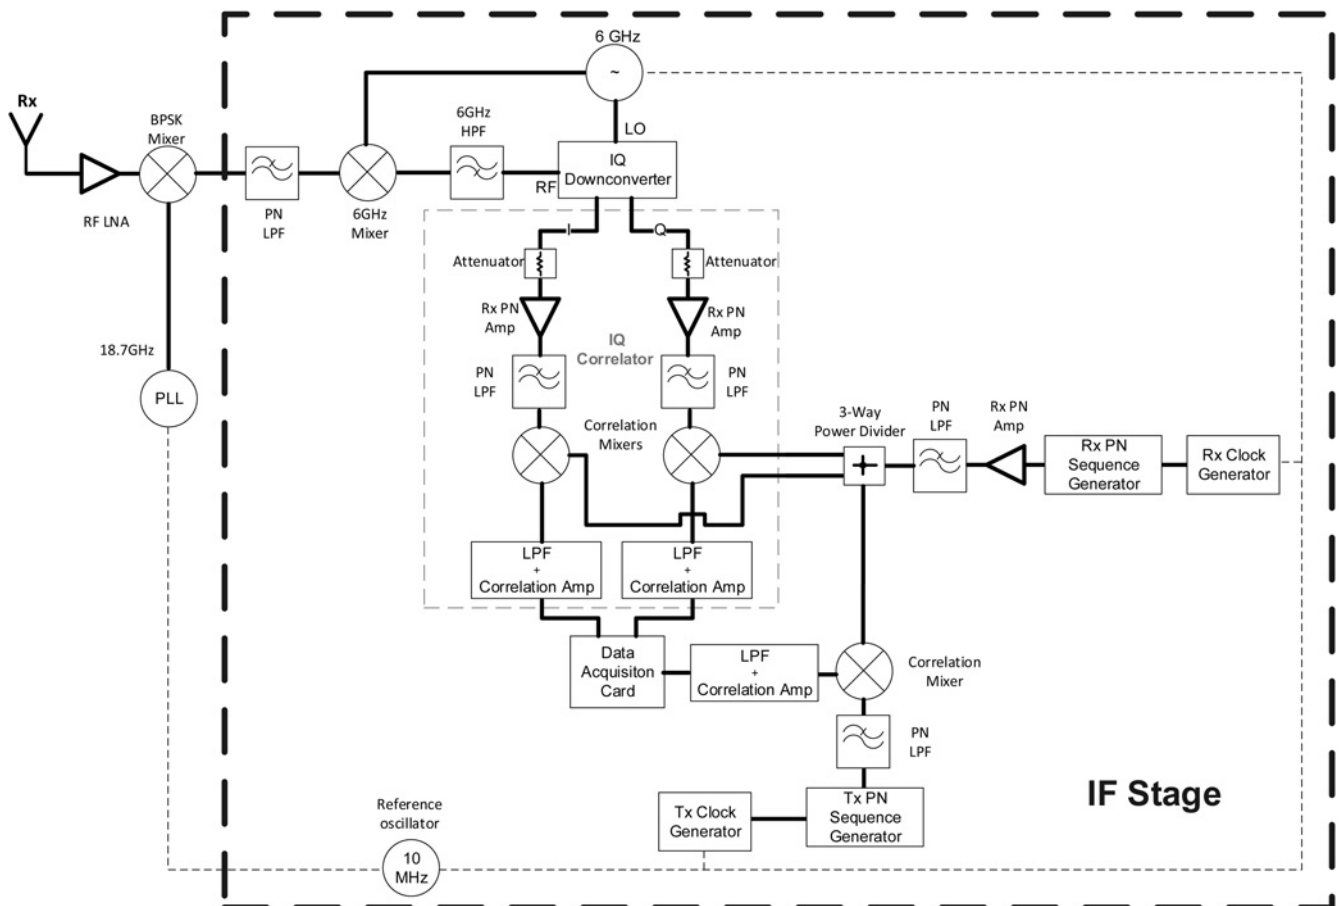 6 GHz
~
Rx
BPSK
Mixer
6GHz
HPF
LO
IQ
Downconverter
RF
RF LNA
PN
LPF
6GHz
Mixer
I
Q
Attenuator
Attenuator
Rx PN
Amp
Rx PN
Amp
IQ
Correlator
18.7GHz
PLL
PN
LPF
PN
LPF
Correlation
Mixers
3-Way
Power Divider
PN
LPF
Rx PN
Amp
Rx PN
Sequence
Generator
Rx Clock
Generator
LPF
+
Correlation Amp
LPF
+
Correlation Amp
Data
Acquisiton
Card
LPF
+
Correlation Amp
Correlation
Mixer
PN
LPF
IF Stage
Tx Clock
Generator
Tx PN
Sequence
Generator
Reference
oscillator
10
MHz